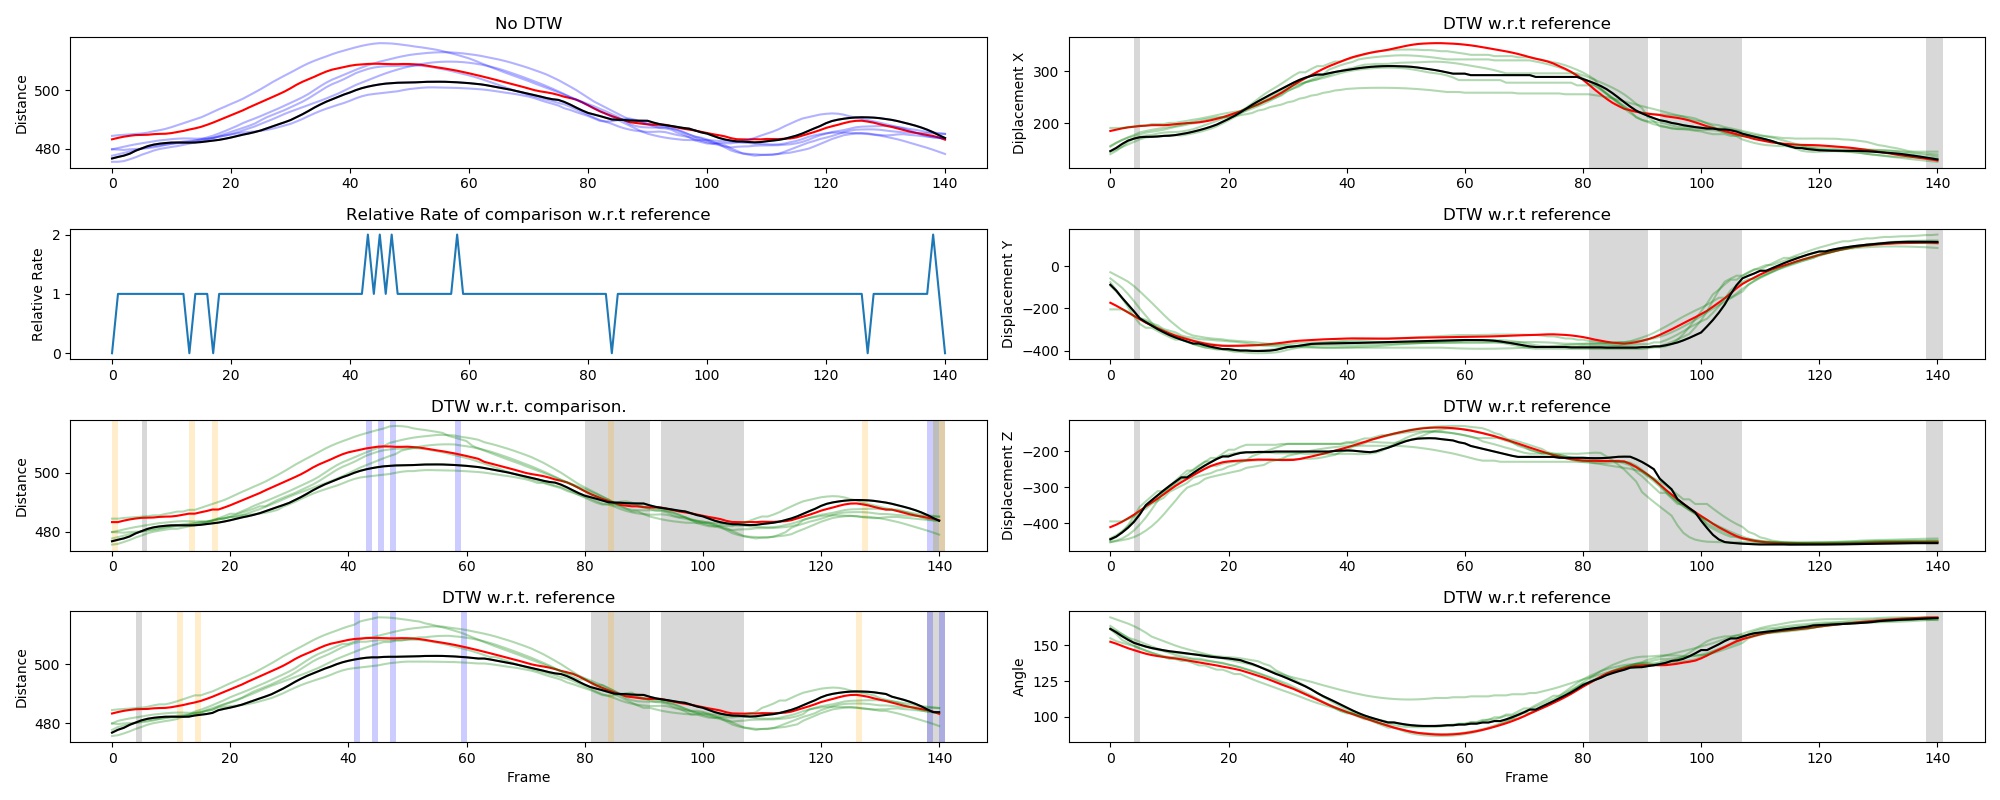 No DTW
Distance
500
480
0 20 40 60 80 100 120 140
Relative Rate of comparison w.r.t reference
Relative Rate
2
1
0
0 20 40 60 80 100 120 140
DTW w.r.t. comparison.
Distance
500
480
0 20 40 60 80 100 120 140
DTW w.r.t. reference
Distance
500
480
0 20 40 60 80 100 120 140
Frame
DTW w.r.t reference
Diplacement X
300
200
0 20 40 60 80 100 120 140
DTW w.r.t reference
Displacement Y
0
−200
−400
0 20 40 60 80 100 120 140
DTW w.r.t reference
Displacement Z
−200
−300
−400
0 20 40 60 80 100 120 140
DTW w.r.t reference
Angle
150
125
100
0 20 40 60 80 100 120 140
Frame